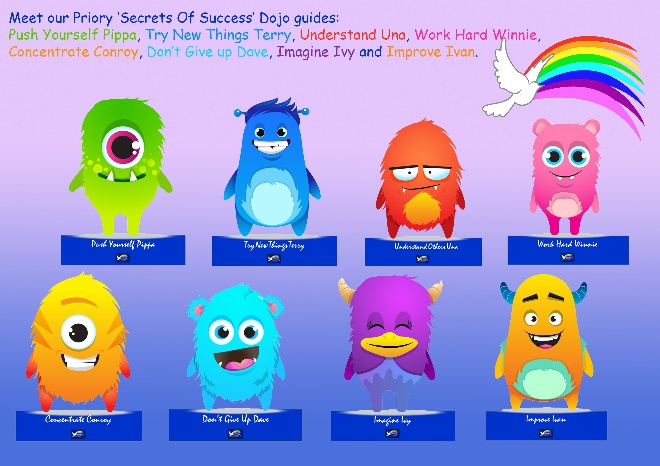 Meet our Priory 'Secrets Of Success' Dojo guides:
Push Yourself Pippa, Try New Things Terry, Understand Una, Work Hard Winnie,
Concentrate Conroy, Don't Give up Dave, Imagine Ivy and Improve Ivan.
Push Yourself Pippa
Try New Things Terry
Understand Others Una
Work Hard Winnie
Concentrate Conroy
Don't Give Up Dave
Imagine Ivy
Improve Ivan